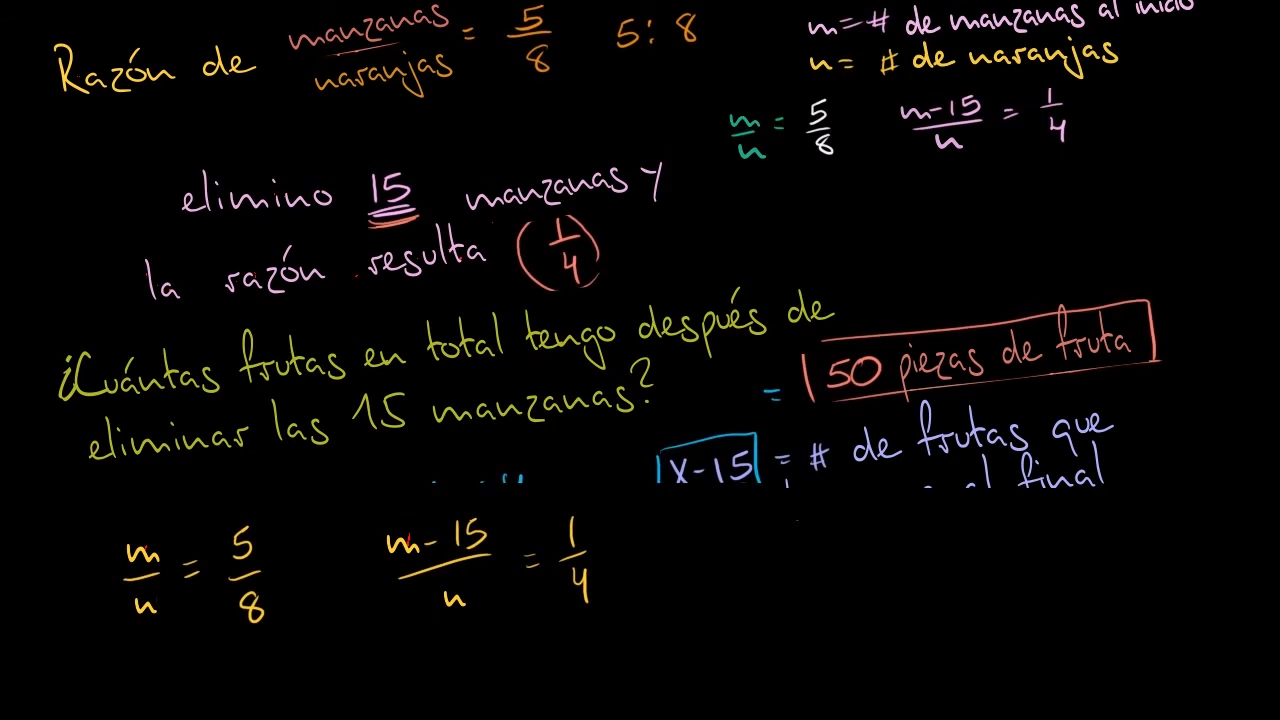 Razón de manzanas/naranjas = 5/8 5:8
m = # de manzanas al inicio
n = # de naranjas
m/n = 5/8 m-15/n = 1/4
elimino 15 manzanas y
la razón resulta (1/4)
¿Cuántas frutas en total tengo después de
eliminar las 15 manzanas?
= 50 piezas de fruta
x-15 = # de frutas que
al final
m/n = 5/8 m-15/n = 1/4